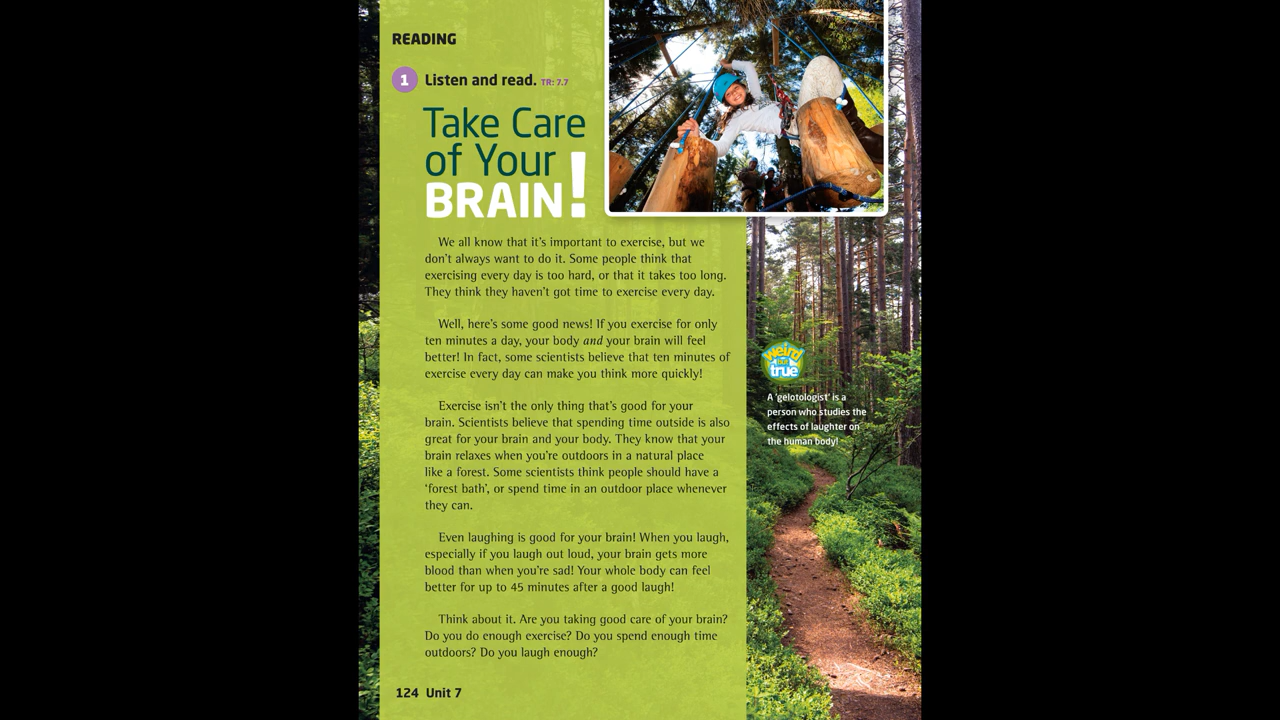 READING
1 Listen and read. TR: 7.7
Take Care
of Your
BRAIN!
We all know that it's important to exercise, but we
don't always want to do it. Some people think that
exercising every day is too hard, or that it takes too long.
They think they haven't got time to exercise every day.
Well, here's some good news! If you exercise for only
ten minutes a day, your body and your brain will feel
better! In fact, some scientists believe that ten minutes of
exercise every day can make you think more quickly!
Exercise isn't the only thing that's good for your
brain. Scientists believe that spending time outside is also
great for your brain and your body. They know that your
brain relaxes when you're outdoors in a natural place
like a forest. Some scientists think people should have a
'forest bath', or spend time in an outdoor place whenever
they can.
Even laughing is good for your brain! When you laugh,
especially if you laugh out loud, your brain gets more
blood than when you're sad! Your whole body can feel
better for up to 45 minutes after a good laugh!
Think about it. Are you taking good care of your brain?
Do you do enough exercise? Do you spend enough time
outdoors? Do you laugh enough?
weird
but
true
A 'gelotologist' is a
person who studies the
effects of laughter on
the human body!
124 Unit 7